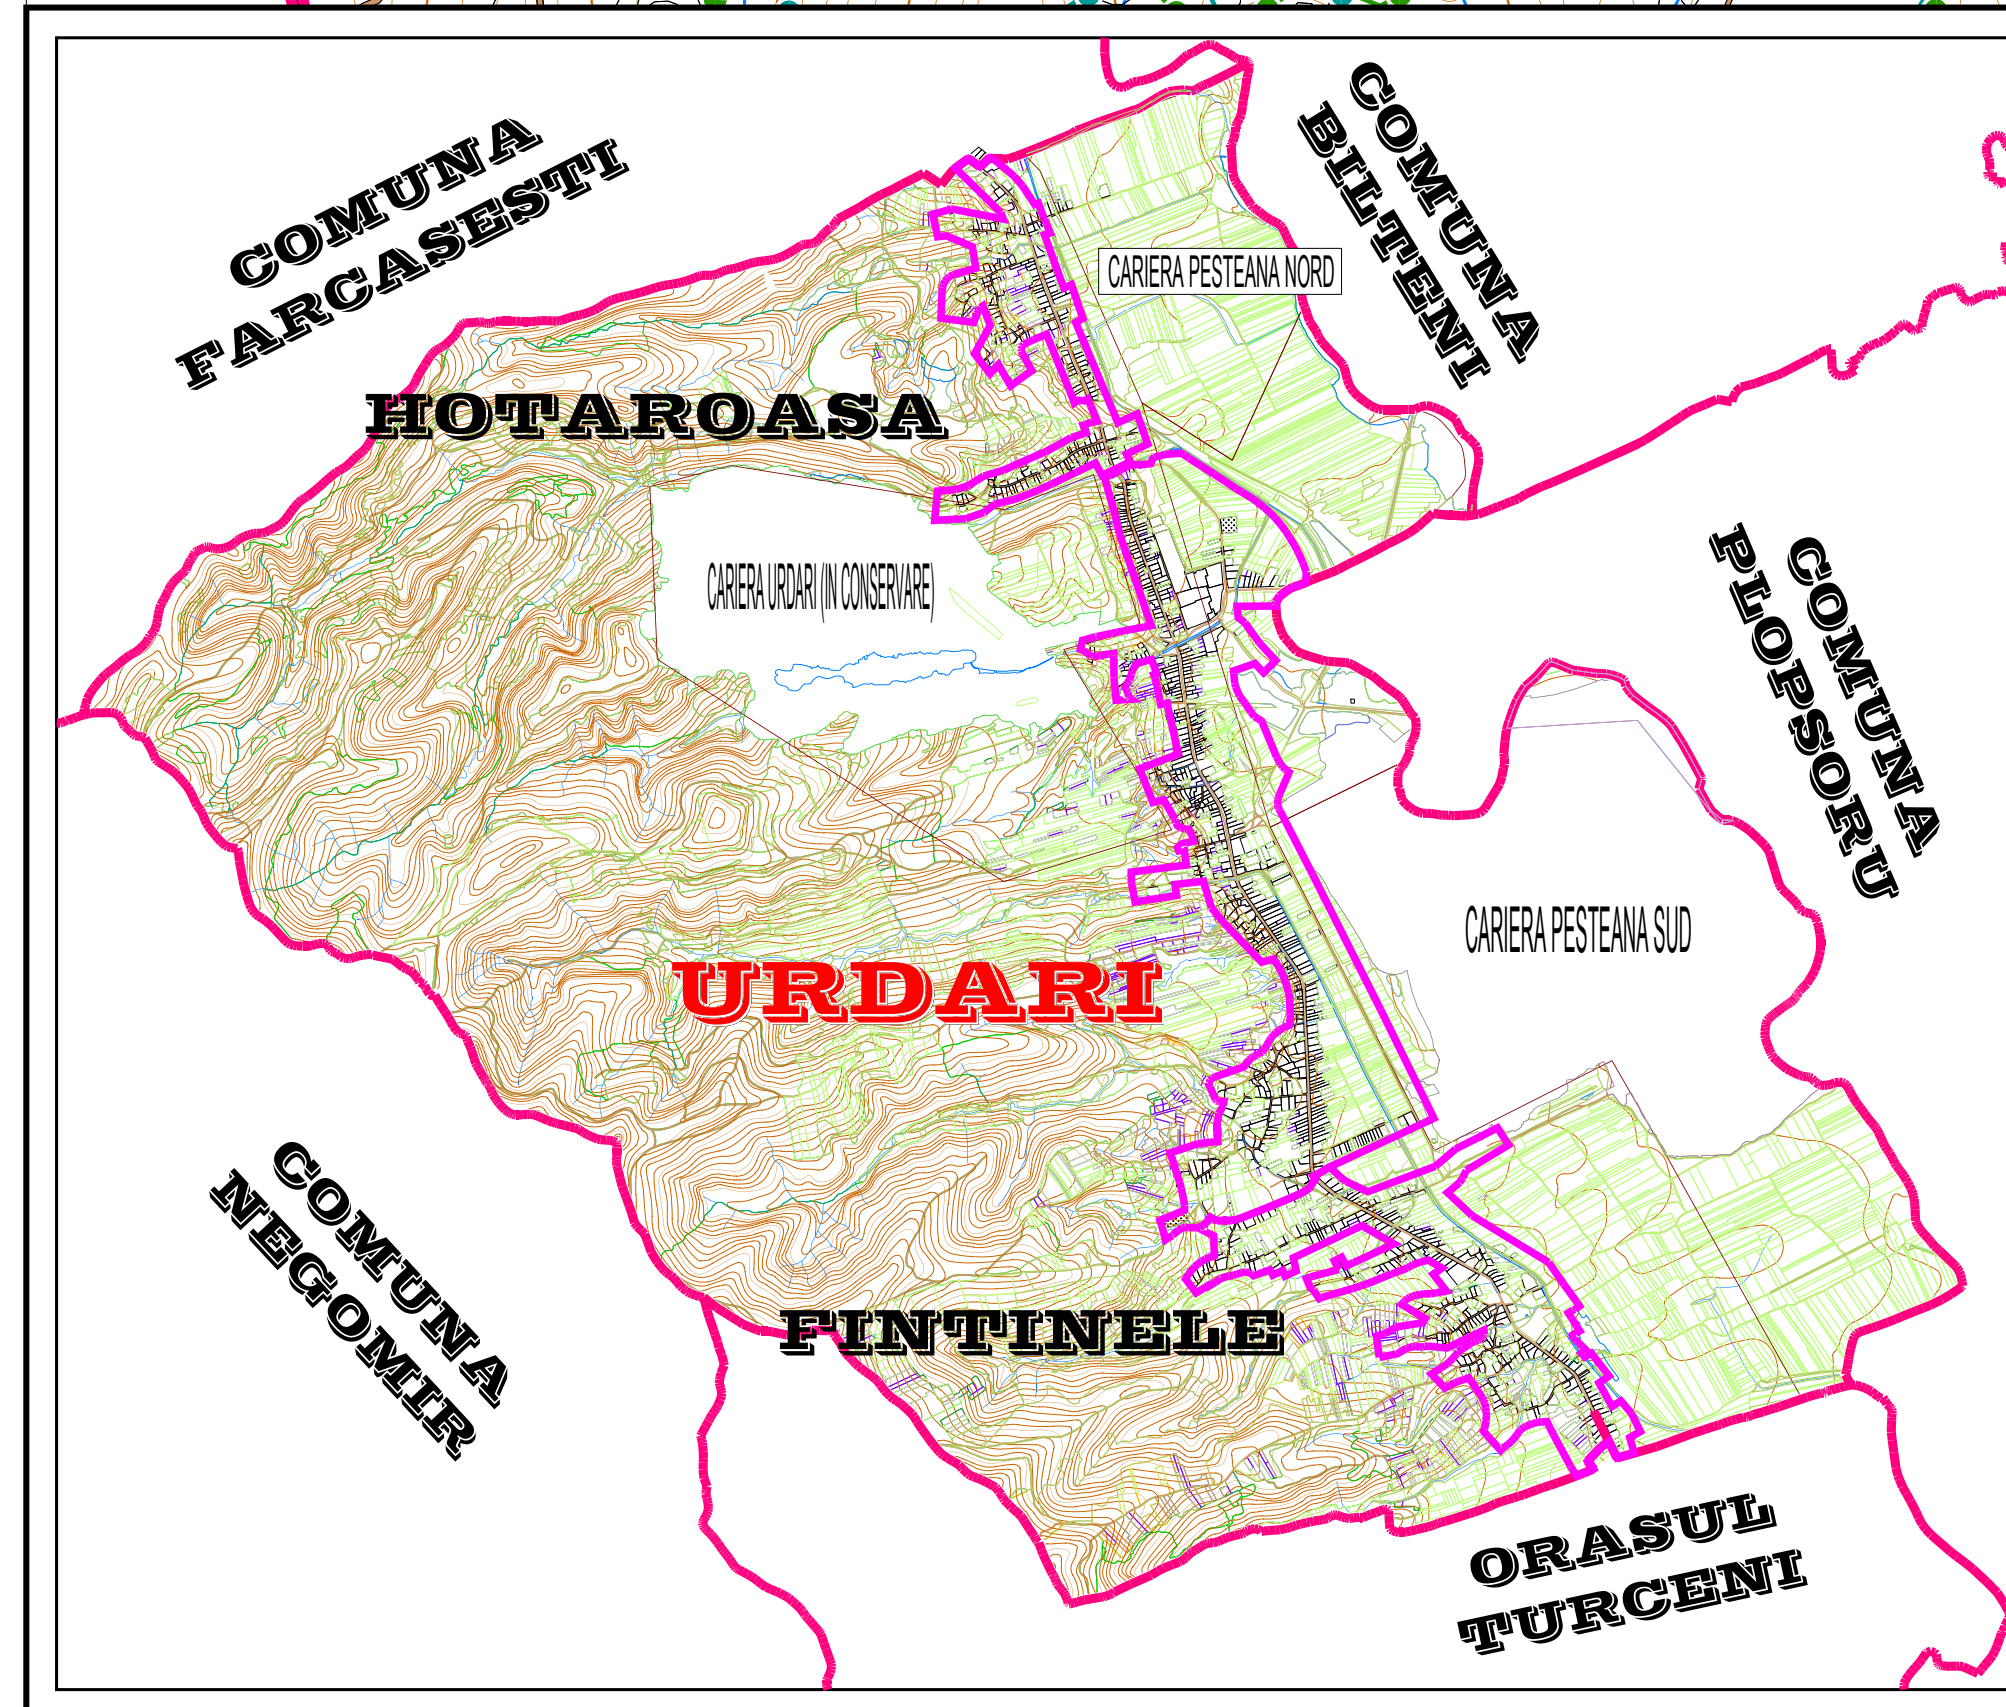 COMUNA
FARCASESTI
COMUNA
BILTENI
CARIERA PESTEANA NORD
HOTAROASA
CARIERA URDARI (IN CONSERVARE)
COMUNA
PLOPSORU
CARIERA PESTEANA SUD
URDARI
COMUNA
NEGOMIR
FINTINELE
ORASUL
TURCENI